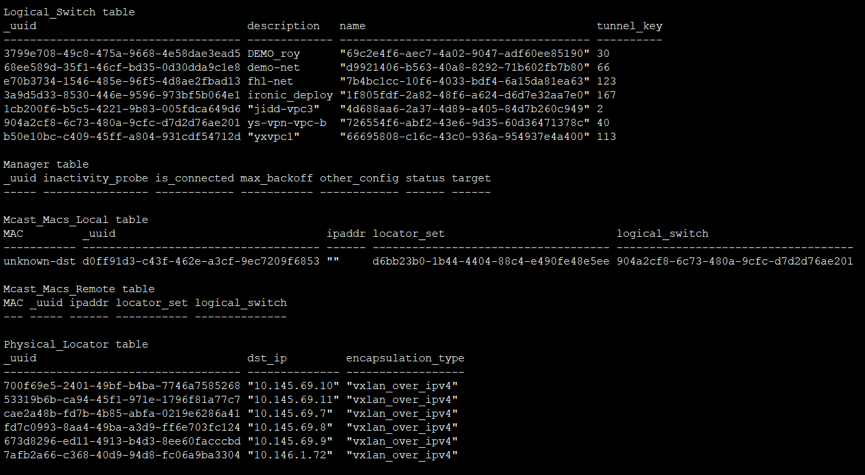 Logical_Switch table
_uuid                                description   name                                   tunnel_key
------------------------------------ ------------- -------------------------------------- ----------
3799e708-49c8-475a-9668-4e58dae3ead5 DEMO_roy      "69c2e4f6-aec7-4a02-9047-adf60ee85190" 30
68ee589d-35f1-46cf-bd35-0d30dda9c1e8 demo-net      "d9921406-b563-40a8-8292-71b602fb7b80" 66
e70b3734-1546-485e-96f5-4d8ae2fbad13 fhl-net       "7b4bc1cc-10f6-4033-bdf4-6a15da81ea63" 123
3a9d5d33-8530-446e-9596-973bf5b064e1 ironic_deploy "1f805fdf-2a82-48f6-a624-d6d7e32aa7e0" 167
1cb200f6-b5c5-4221-9b83-005fdca649d6 "jidd-vpc3"   "4d688aa6-2a37-4d89-a405-84d7b260c949" 2
904a2cf8-6c73-480a-9cfc-d7d2d76ae201 ys-vpn-vpc-b  "726554f6-abf2-43e6-9d35-60d36471378c" 40
b50e10bc-c409-45ff-a804-931cdf54712d "yxvpc1"      "66695808-c16c-43c0-936a-954937e4a400" 113
Manager table
_uuid inactivity_probe is_connected max_backoff other_config status target
----- ---------------- ------------ ----------- ------------ ------ ------
Mcast_Macs_Local table
MAC         _uuid                                ipaddr locator_set                          logical_switch
----------- ------------------------------------ ------ ------------------------------------ ------------------------------------
unknown-dst d0ff91d3-c43f-462e-a3cf-9ec7209f6853 ""     d6bb23b0-1b44-4404-88c4-e490fe48e5ee 904a2cf8-6c73-480a-9cfc-d7d2d76ae201
Mcast_Macs_Remote table
MAC _uuid ipaddr locator_set logical_switch
--- ----- ------ ----------- --------------
Physical_Locator table
_uuid                                dst_ip         encapsulation_type
------------------------------------ -------------- ------------------
700f69e5-2401-49bf-b4ba-7746a7585268 "10.145.69.10" "vxlan_over_ipv4"
53319b6b-ca94-45f1-971e-1796f81a77c7 "10.145.69.11" "vxlan_over_ipv4"
cae2a48b-fd7b-4b85-abfa-0219e6286a41 "10.145.69.7"  "vxlan_over_ipv4"
fd7c0993-8aa4-49ba-a3d9-ff6e703fc124 "10.145.69.8"  "vxlan_over_ipv4"
673d8296-ed11-4913-b4d3-8ee60facccbd "10.145.69.9"  "vxlan_over_ipv4"
7afb2a66-c368-40d9-94d8-fc06a9ba3304 "10.146.1.72"  "vxlan_over_ipv4"